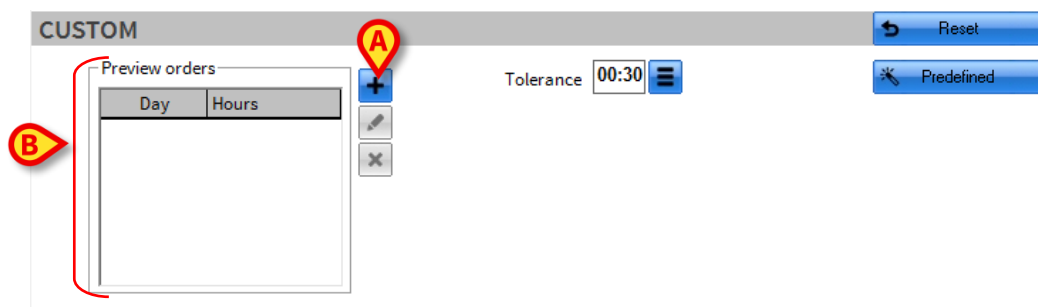 CUSTOM
Reset
A
Preview orders
Tolerance 00:30
Predefined
Day Hours
B